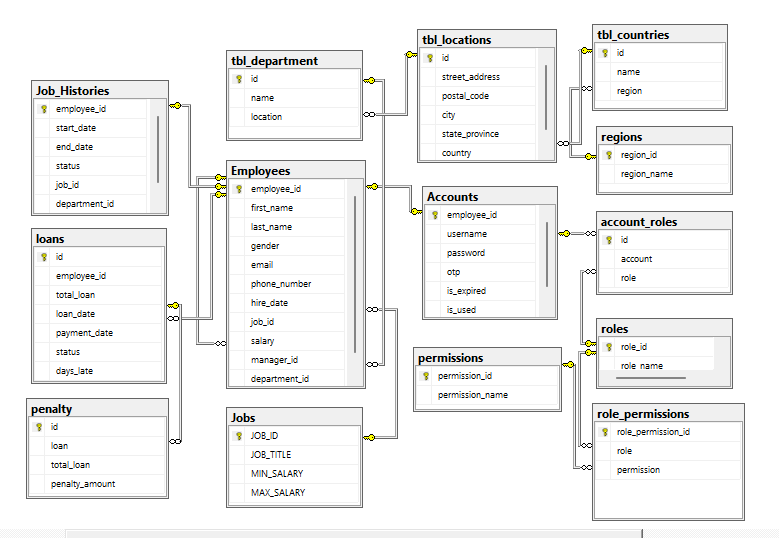 Job_Histories
employee_id
start_date
end_date
status
job_id
department_id
loans
id
employee_id
total_loan
loan_date
payment_date
status
days_late
penalty
id
loan
total_loan
penalty_amount
tbl_department
id
name
location
Employees
employee_id
first_name
last_name
gender
email
phone_number
hire_date
job_id
salary
manager_id
department_id
Jobs
JOB_ID
JOB_TITLE
MIN_SALARY
MAX_SALARY
tbl_locations
id
street_address
postal_code
city
state_province
country
Accounts
employee_id
username
password
otp
is_expired
is_used
permissions
permission_id
permission_name
tbl_countries
id
name
region
regions
region_id
region_name
account_roles
id
account
role
roles
role_id
role_name
role_permissions
role_permission_id
role
permission